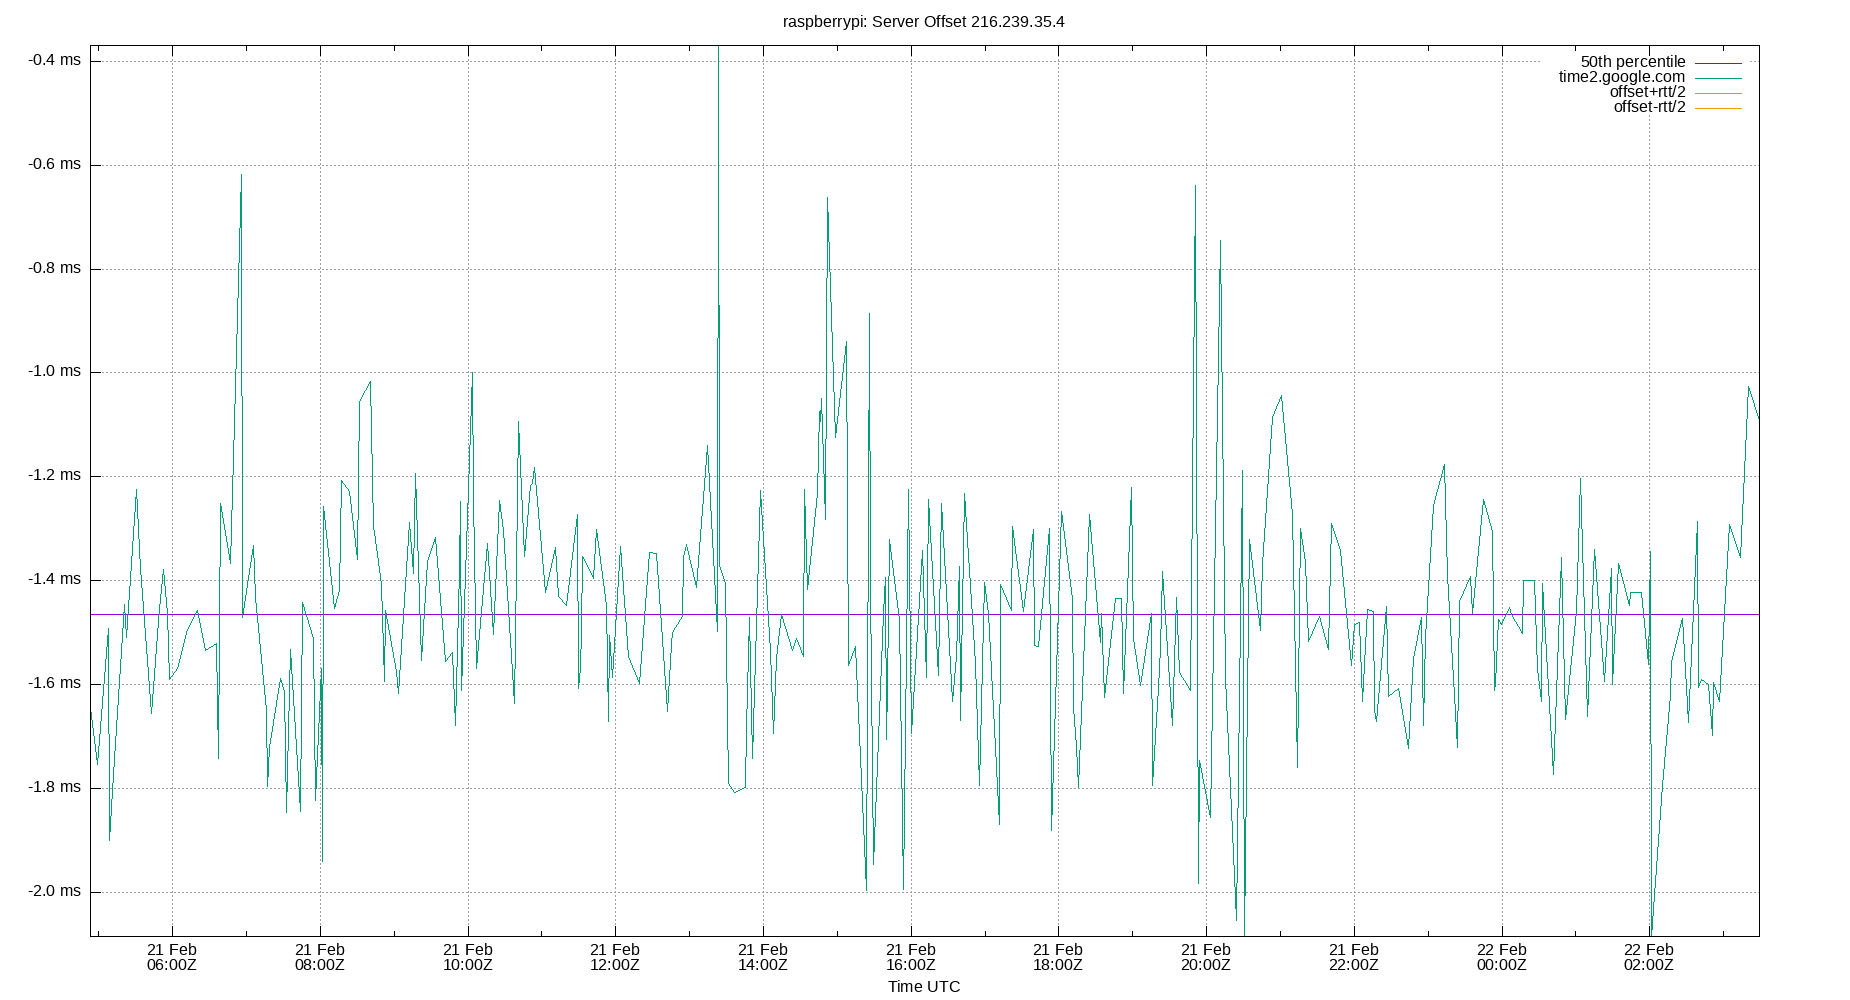 raspberrypi: Server Offset 216.239.35.4
-0.4 ms
-0.6 ms
-0.8 ms
-1.0 ms
-1.2 ms
-1.4 ms
-1.6 ms
-1.8 ms
-2.0 ms
50th percentile
time2.google.com
offset+rtt/2
offset-rtt/2
21 Feb 21 Feb 21 Feb 21 Feb 21 Feb 21 Feb 21 Feb 21 Feb 21 Feb 22 Feb 22 Feb
06:00Z 08:00Z 10:00Z 12:00Z 14:00Z 16:00Z 18:00Z 20:00Z 22:00Z 00:00Z 02:00Z
Time UTC